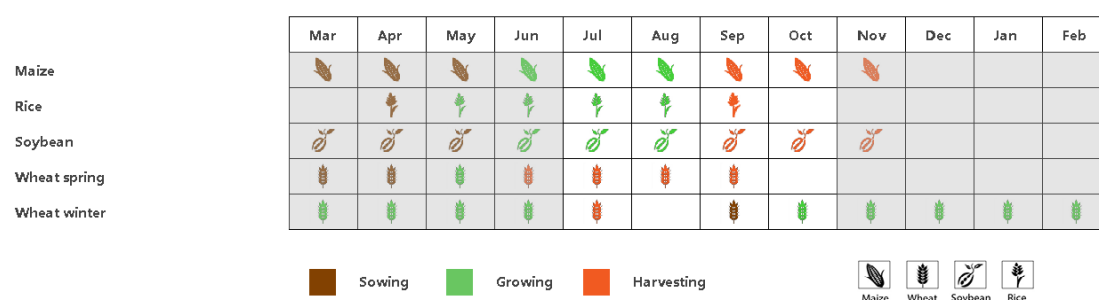 Mar Apr May Jun Jul Aug Sep Oct Nov Dec Jan Feb
Maize
Rice
Soybean
Wheat spring
Wheat winter
Sowing Growing Harvesting
Maize Wheat Soybean Rice